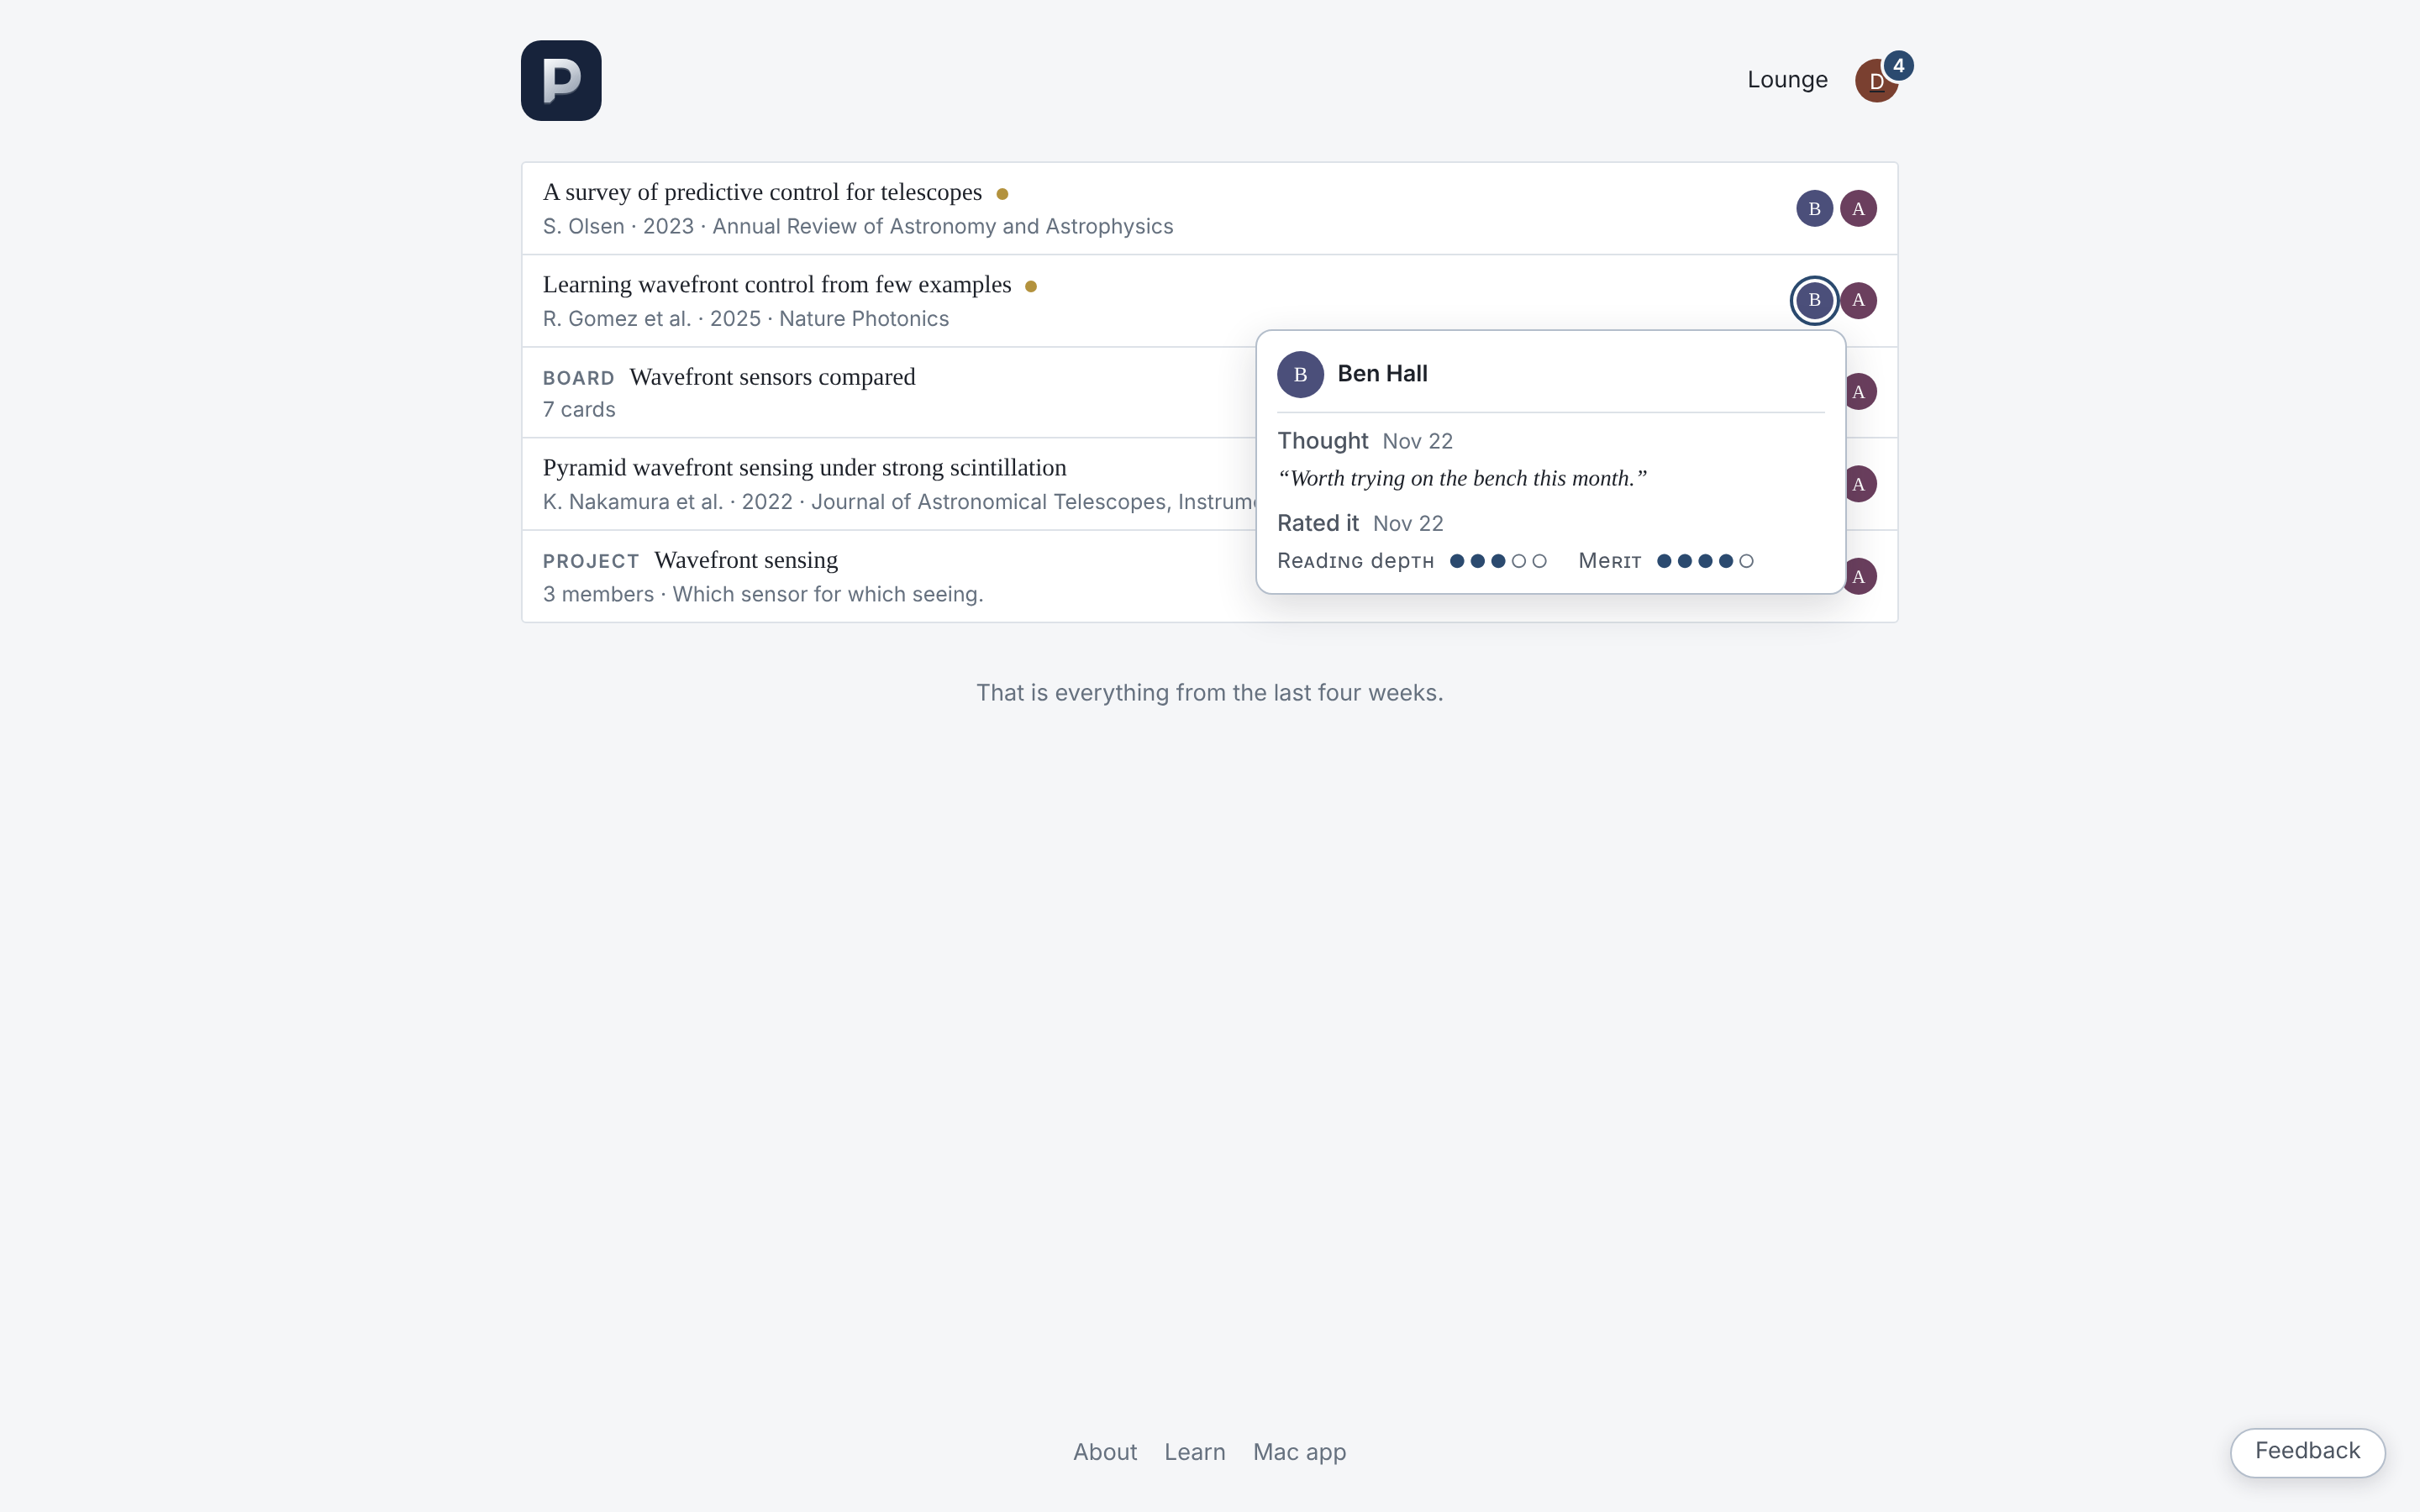 P
Lounge
D
4
A survey of predictive control for telescopes
S. Olsen · 2023 · Annual Review of Astronomy and Astrophysics
B A
Learning wavefront control from few examples
R. Gomez et al. · 2025 · Nature Photonics
B A
BOARD Wavefront sensors compared
7 cards
A
Pyramid wavefront sensing under strong scintillation
K. Nakamura et al. · 2022 · Journal of Astronomical Telescopes,
A
PROJECT Wavefront sensing
3 members · Which sensor for which seeing.
A
B Ben Hall
Thought Nov 22
“Worth trying on the bench this month.”
Rated it Nov 22
Reading depth Merit
That is everything from the last four weeks.
About Learn Mac app
Feedback